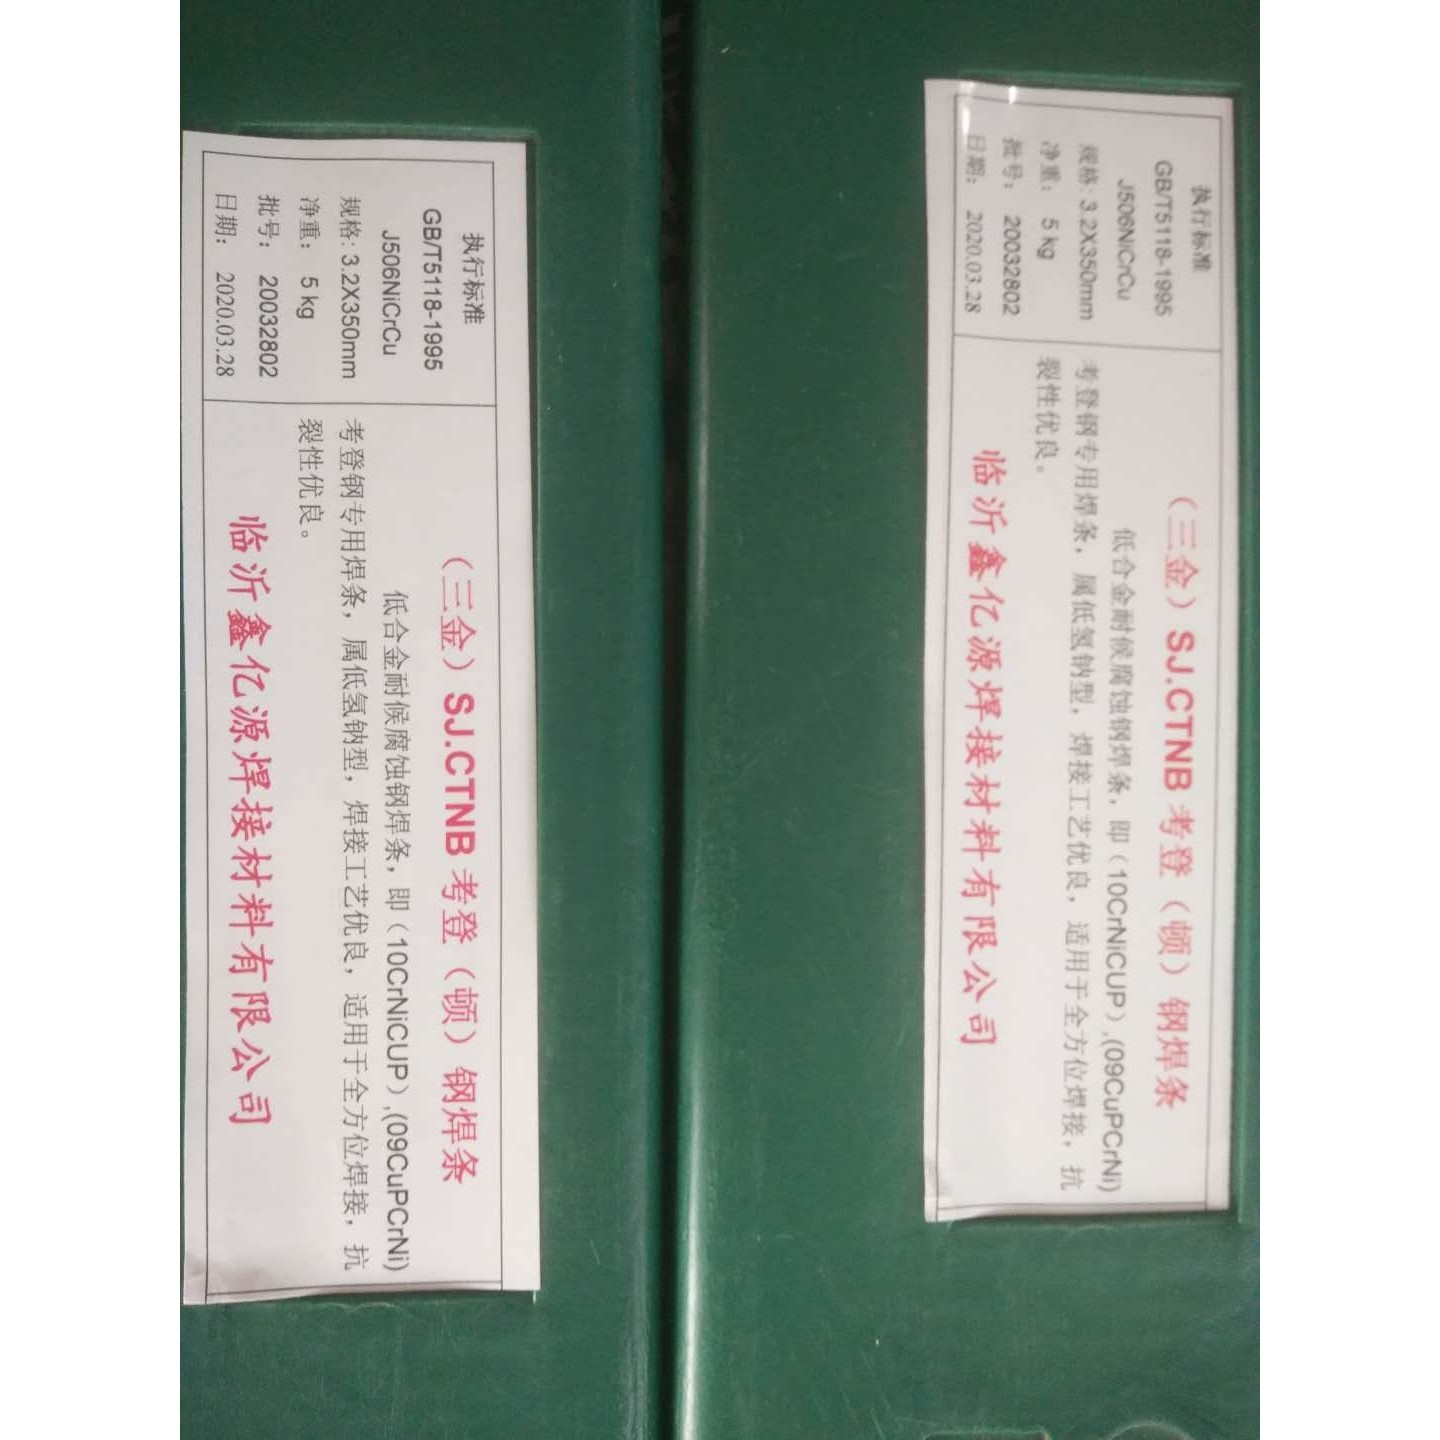 执行标准
GB/T5118-1995
J506NiCrCu
规格: 3.2X350mm
净重： 5 kg
批号： 20032802
日期： 2020.03.28
（三金）SJ.CTNB 考登（顿）钢焊条
低合金耐候腐蚀钢焊条，即（10CrNiCUP）,(09CuPCrNi)
考登钢专用焊条，属低氢钠型，焊接工艺优良，适用于全方位焊接，抗
裂性优良。
临沂鑫亿源焊接材料有限公司
执行标准
GB/T5118-1995
J506NiCrCu
规格: 3.2X350mm
净重： 5 kg
批号： 20032802
日期： 2020.03.28
（三金）SJ.CTNB 考登（顿）钢焊条
低合金耐候腐蚀钢焊条，即（10CrNiCUP）,(09CuPCrNi)
考登钢专用焊条，属低氢钠型，焊接工艺优良，适用于全方位焊接，抗
裂性优良。
临沂鑫亿源焊接材料有限公司